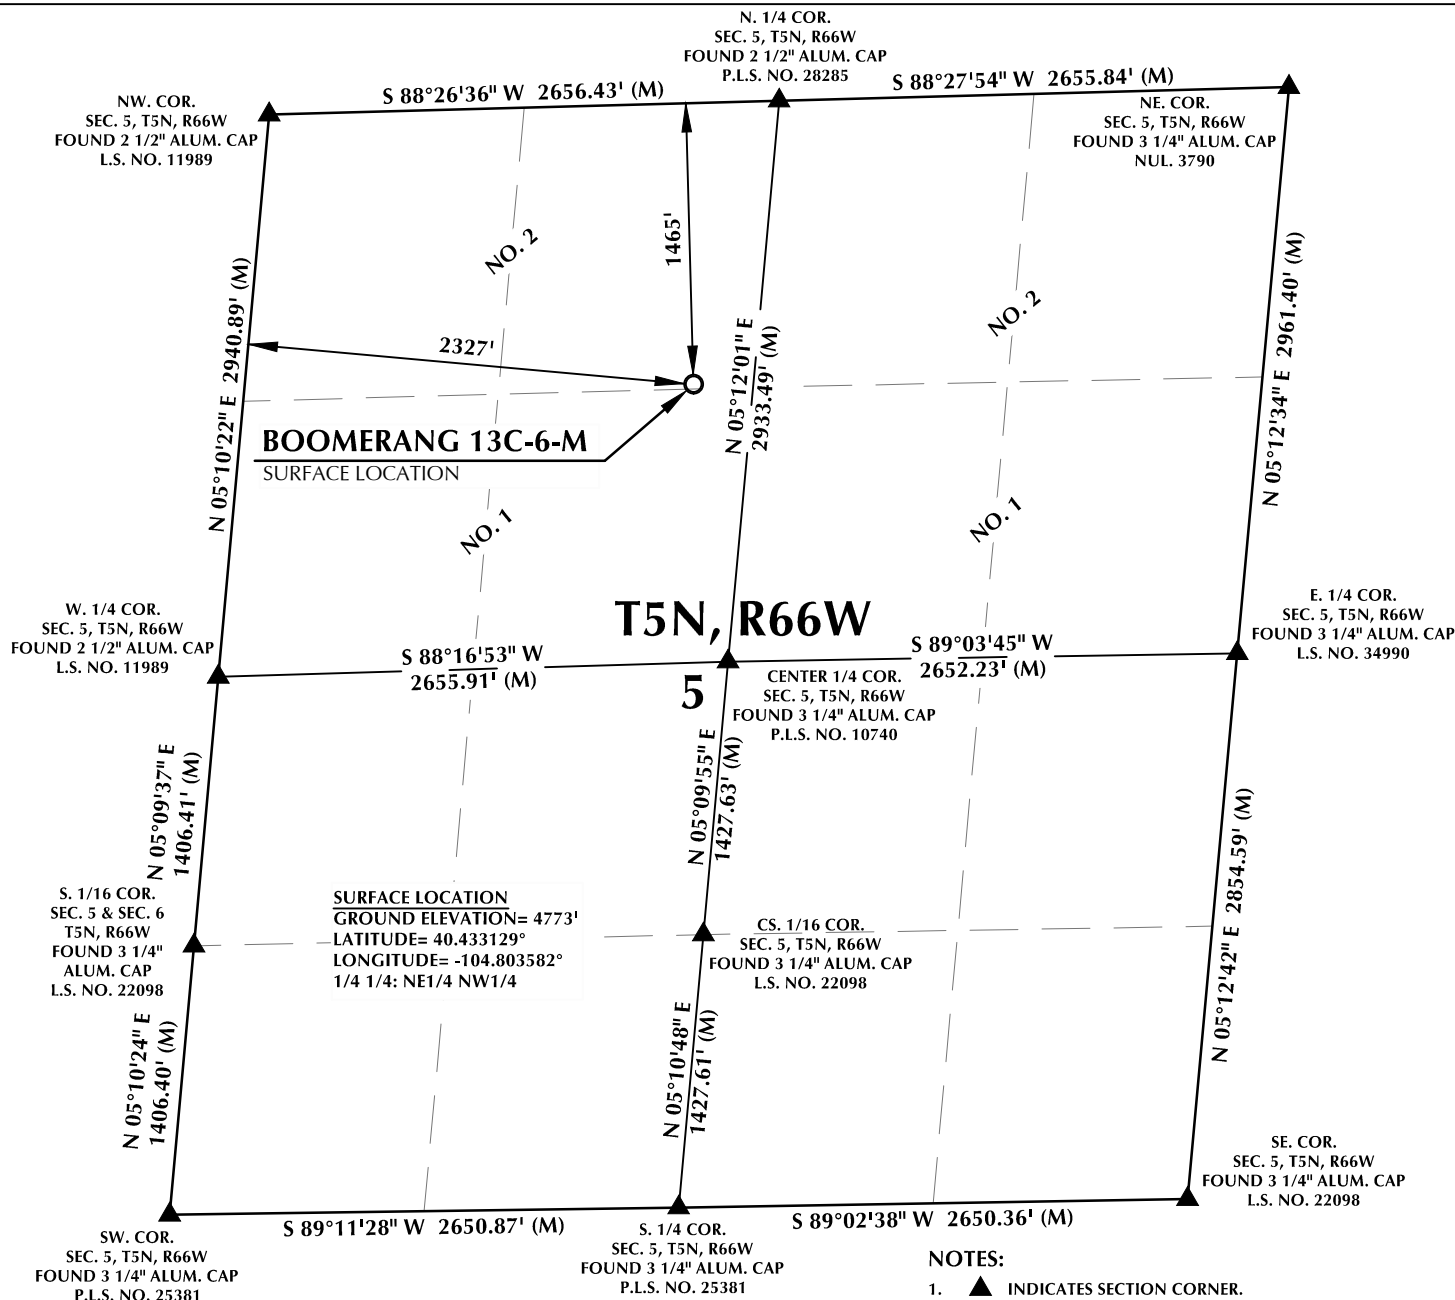 N. 1/4 COR.
SEC. 5, T5N, R66W
FOUND 2 1/2" ALUM. CAP
P.L.S. NO. 28285
S 88°26'36" W 2656.43' (M)
S 88°27'54" W 2655.84' (M)
NW. COR.
SEC. 5, T5N, R66W
FOUND 2 1/2" ALUM. CAP
L.S. NO. 11989
NE. COR.
SEC. 5, T5N, R66W
FOUND 3 1/4" ALUM. CAP
NUL. 3790
1465'
NO. 2
NO. 2
2327'
N 05°10'22" E 2940.89' (M)
N 05°12'01" E
2933.49' (M)
N 05°12'34" E 2961.40' (M)
BOOMERANG 13C-6-M
SURFACE LOCATION
NO. 1
NO. 1
T5N, R66W
5
W. 1/4 COR.
SEC. 5, T5N, R66W
FOUND 2 1/2" ALUM. CAP
L.S. NO. 11989
E. 1/4 COR.
SEC. 5, T5N, R66W
FOUND 3 1/4" ALUM. CAP
L.S. NO. 34990
S 88°16'53" W
2655.91' (M)
S 89°03'45" W
2652.23' (M)
CENTER 1/4 COR.
SEC. 5, T5N, R66W
FOUND 3 1/4" ALUM. CAP
P.L.S. NO. 10740
N 05°09'37" E
1406.41' (M)
N 05°09'55" E
1427.63' (M)
N 05°12'42" E 2854.59' (M)
S. 1/16 COR.
SEC. 5 & SEC. 6
T5N, R66W
FOUND 3 1/4"
ALUM. CAP
L.S. NO. 22098
SURFACE LOCATION
GROUND ELEVATION= 4773'
LATITUDE= 40.433129°
LONGITUDE= -104.803582°
1/4 1/4: NE1/4 NW1/4
CS. 1/16 COR.
SEC. 5, T5N, R66W
FOUND 3 1/4" ALUM. CAP
L.S. NO. 22098
N 05°10'24" E
1406.40' (M)
N 05°10'48" E
1427.61' (M)
SE. COR.
SEC. 5, T5N, R66W
FOUND 3 1/4" ALUM. CAP
L.S. NO. 22098
S 89°11'28" W 2650.87' (M)
S 89°02'38" W 2650.36' (M)
SW. COR.
SEC. 5, T5N, R66W
FOUND 3 1/4" ALUM. CAP
P.L.S. NO. 25381
S. 1/4 COR.
SEC. 5, T5N, R66W
FOUND 3 1/4" ALUM. CAP
P.L.S. NO. 25381
NOTES:
1. INDICATES SECTION CORNER.